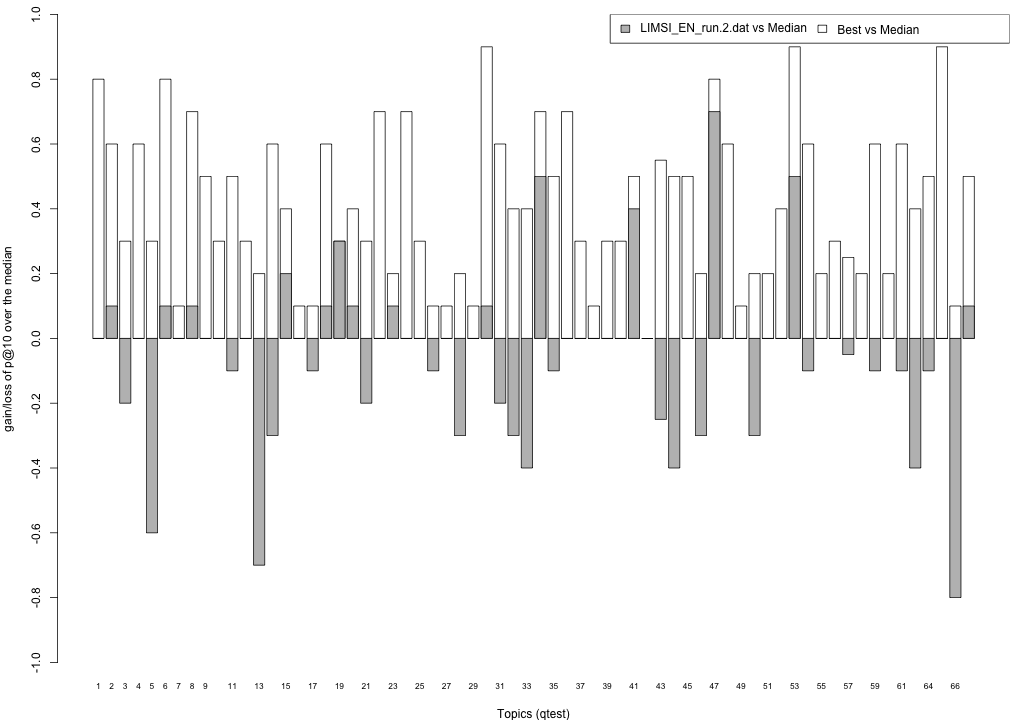 LIMSI_EN_run.2.dat vs Median Best vs Median
gain/loss of p@10 over the median
1.0
0.8
0.6
0.4
0.2
0.0
-0.2
-0.4
-0.6
-0.8
-1.0
1 2 3 4 5 6 7 8 9 11 13 15 17 19 21 23 25 27 29 31 33 35 37 39 41 43 45 47 49 51 53 55 57 59 61 64 66
Topics (qtest)